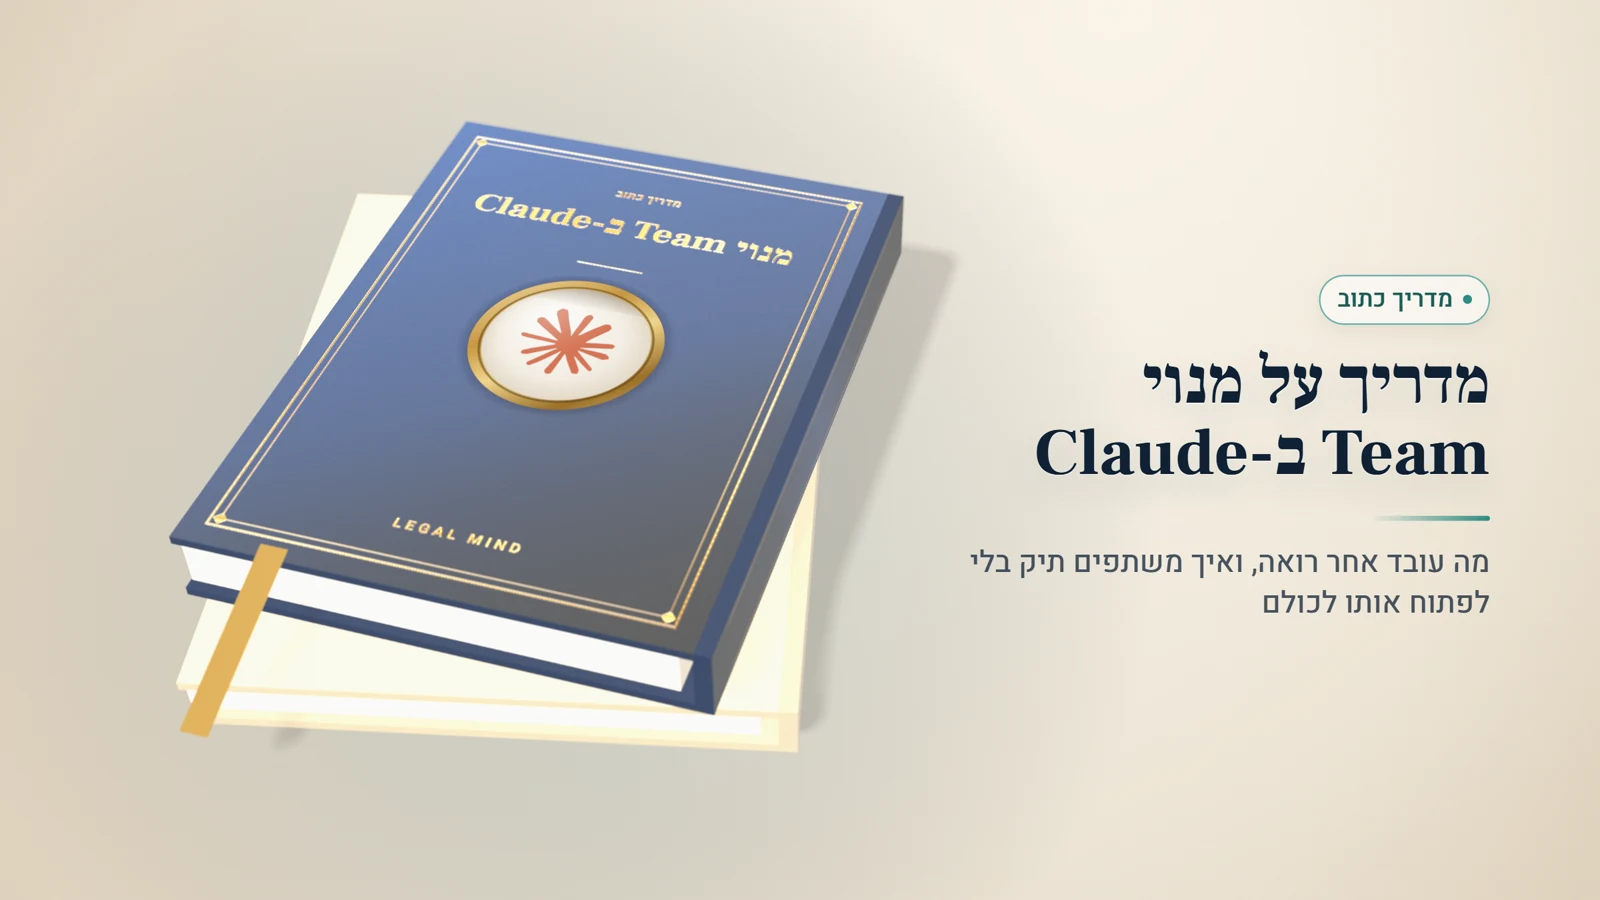 מדריך כתוב
מנוי Team ב-Claude
LEGAL MIND
מדריך כתוב
מדריך על מנוי
Team ב-Claude
מה עובד אחר רואה, ואיך משתפים תיק בלי
לפתוח אותו לכולם